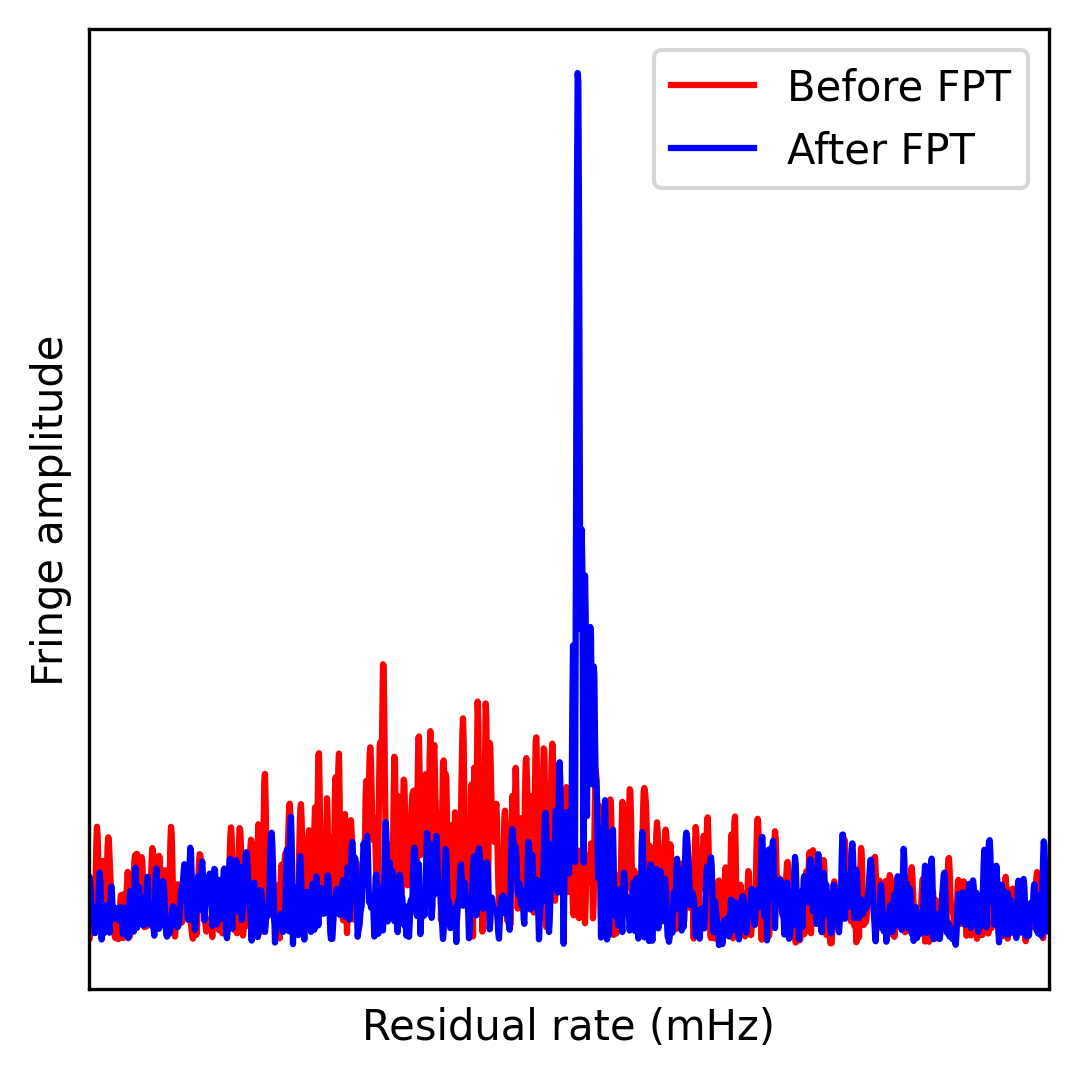 Before FPT
After FPT
Fringe amplitude
Residual rate (mHz)